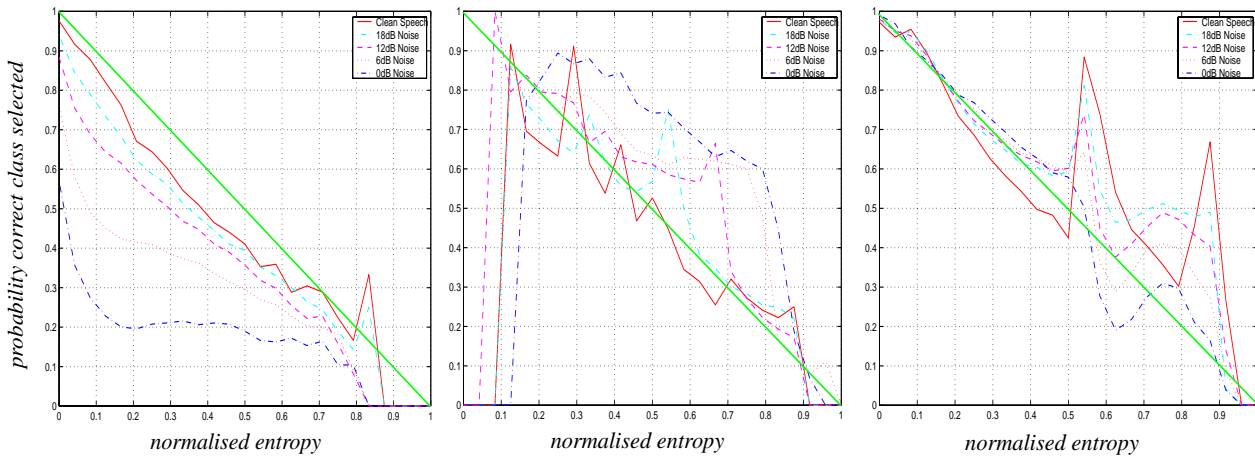 probability correct class selected
1
0.9
0.8
0.7
0.6
0.5
0.4
0.3
0.2
0.1
0
0 0.1 0.2 0.3 0.4 0.5 0.6 0.7 0.8 0.9 1
Clean Speech
18dB Noise
12dB Noise
6dB Noise
0dB Noise
normalised entropy
1
0.9
0.8
0.7
0.6
0.5
0.4
0.3
0.2
0.1
0
0 0.1 0.2 0.3 0.4 0.5 0.6 0.7 0.8 0.9 1
Clean Speech
18dB Noise
12dB Noise
6dB Noise
0dB Noise
normalised entropy
1
0.9
0.8
0.7
0.6
0.5
0.4
0.3
0.2
0.1
0
0 0.1 0.2 0.3 0.4 0.5 0.6 0.7 0.8 0.9
Clean Speech
18dB Noise
12dB Noise
6dB Noise
0dB Noise
normalised entropy